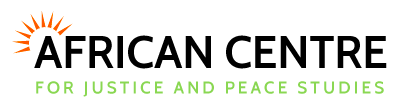 AFRICAN CENTRE
FOR JUSTICE AND PEACE STUDIES